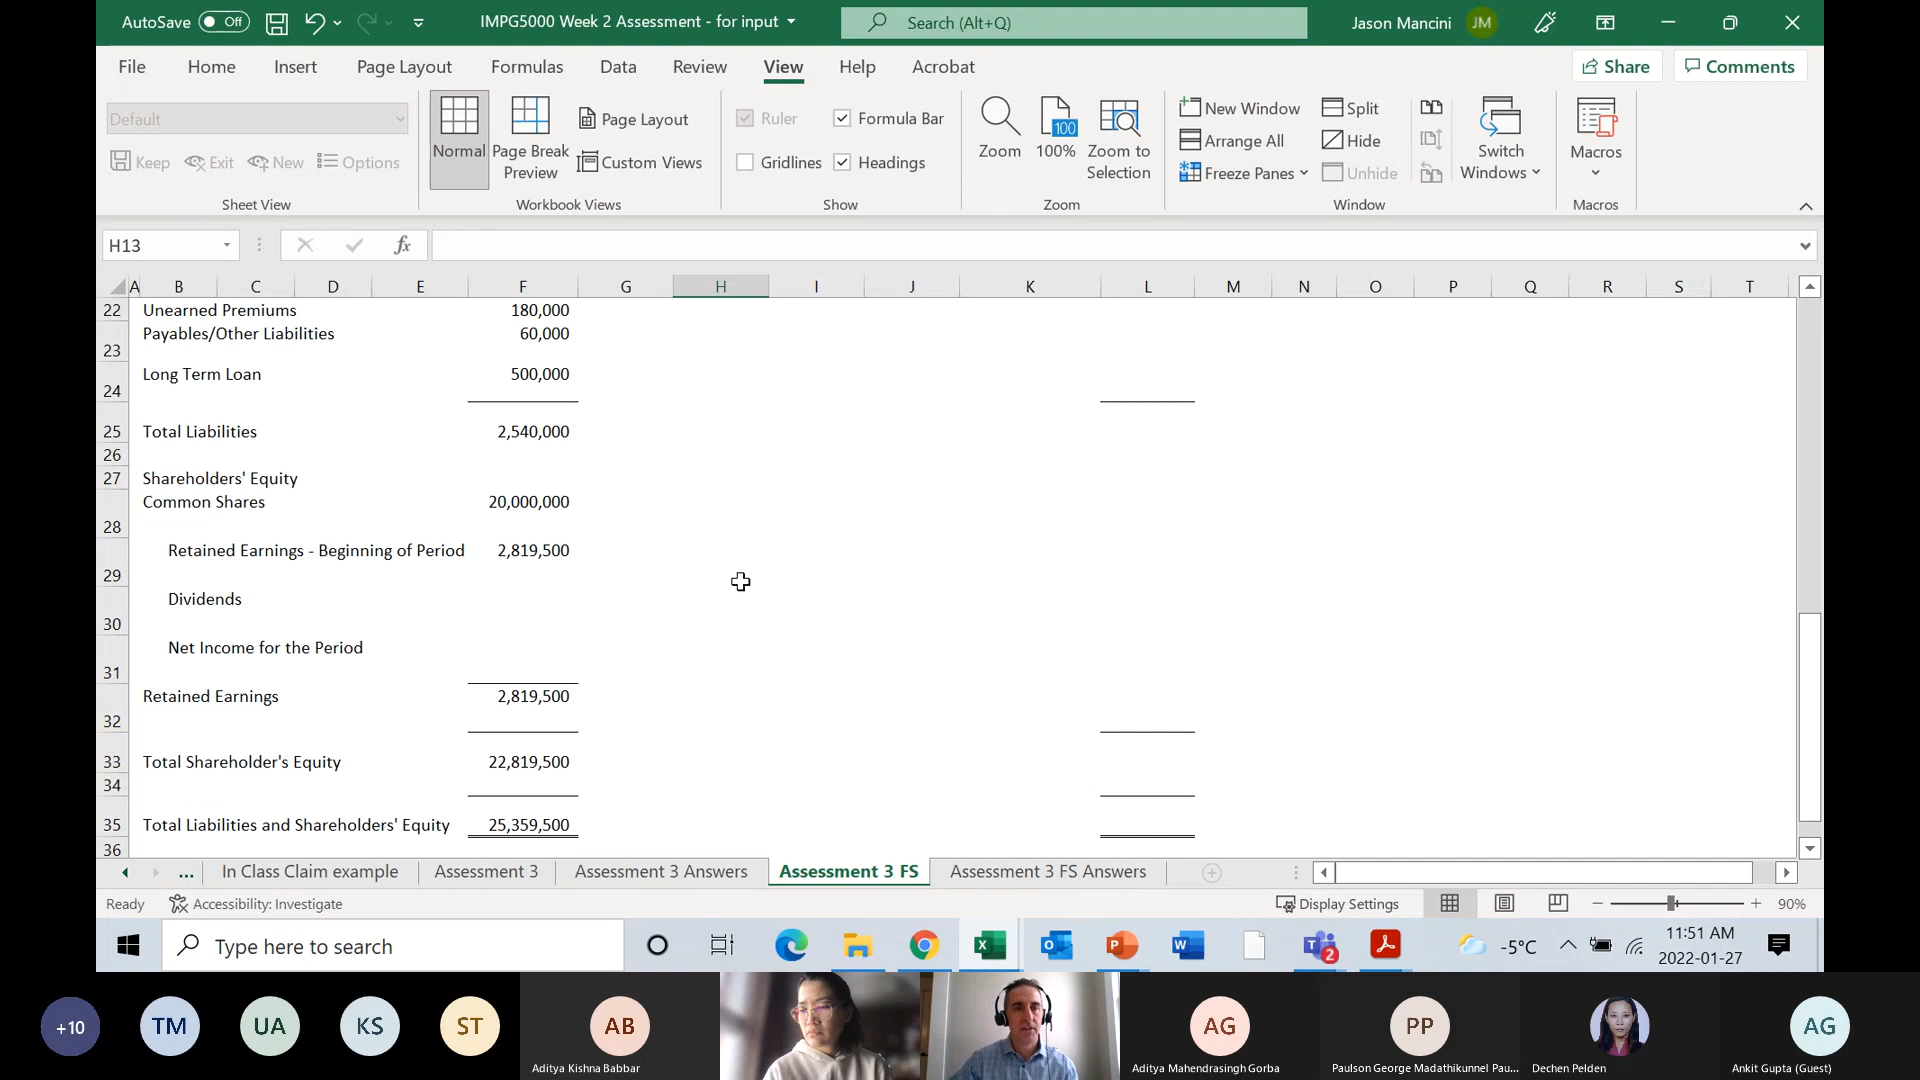 AutoSave Off IMPG5000 Week 2 Assessment - for input Search (Alt+Q) Jason Mancini JM
File Home Insert Page Layout Formulas Data Review View Help Acrobat Share Comments
Default
Keep Exit New Options
Sheet View
Normal
Page Break Preview
Page Layout
Custom Views
Workbook Views
Ruler Formula Bar
Gridlines Headings
Show
Zoom
100
100%
Zoom to Selection
Zoom
New Window
Arrange All
Freeze Panes
Split
Hide
Unhide
Switch Windows
Window
Macros
Macros
H13 fx
A B C D E F G H I J K L M N O P Q R S T
22 Unearned Premiums 180,000
23 Payables/Other Liabilities 60,000
24 Long Term Loan 500,000
25 Total Liabilities 2,540,000
26
27 Shareholders' Equity
28 Common Shares 20,000,000
29 Retained Earnings - Beginning of Period 2,819,500
30 Dividends
31 Net Income for the Period
32 Retained Earnings 2,819,500
33 Total Shareholder's Equity 22,819,500
34
35 Total Liabilities and Shareholders' Equity 25,359,500
36
... In Class Claim example Assessment 3 Assessment 3 Answers Assessment 3 FS Assessment 3 FS Answers
Ready Accessibility: Investigate Display Settings 90%
Type here to search 2 -5°C 11:51 AM
2022-01-27
+10 TM UA KS ST AB AG PP AG
Aditya Kishna Babbar Aditya Mahendrasingh Gorba Paulson George Madathikunnel Pau... Dechen Pelden Ankit Gupta (Guest)